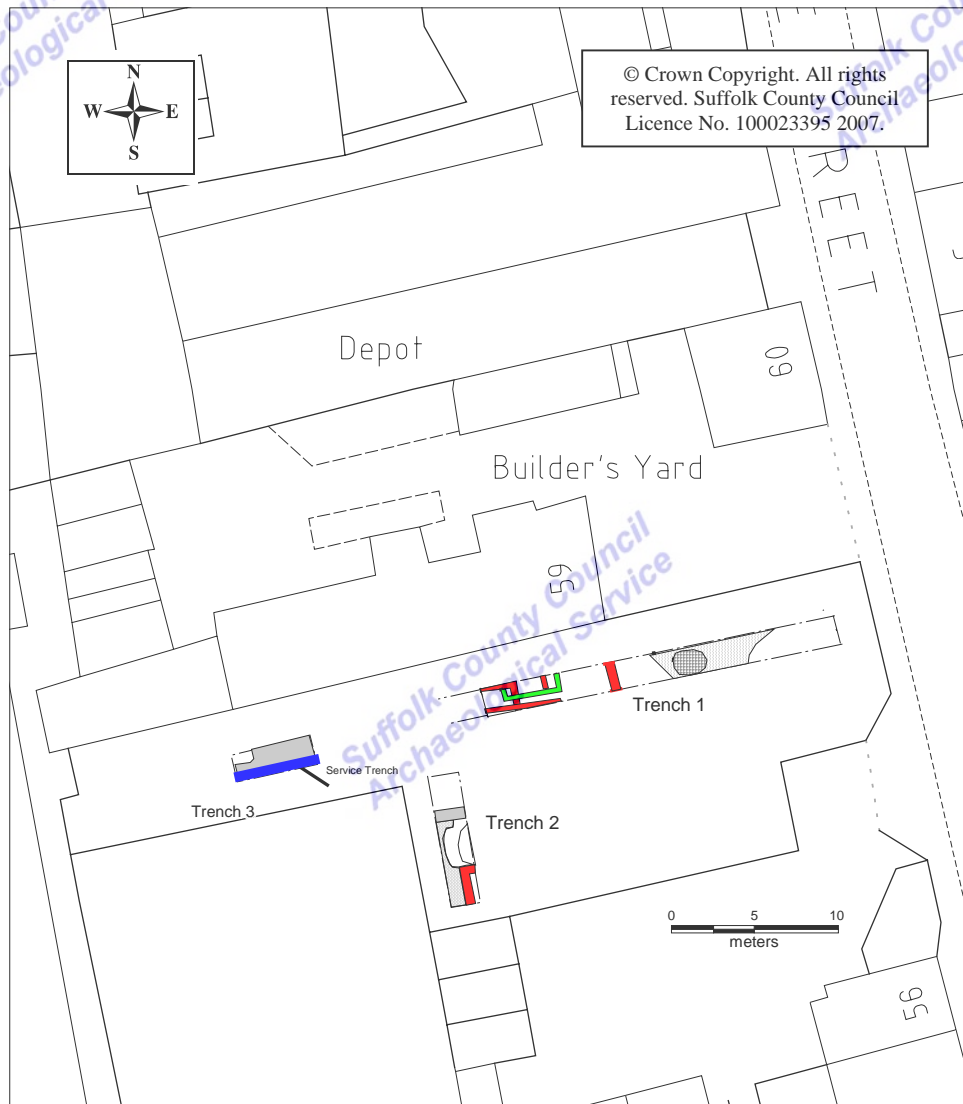 N
W E
S
© Crown Copyright. All rights
reserved. Suffolk County Council
Licence No. 100023395 2007.
REET
Depot
60
Builder's Yard
59
Suffolk County Council
Archaeological Service
Trench 1
Service Trench
Trench 3
Trench 2
0 5 10
meters
56